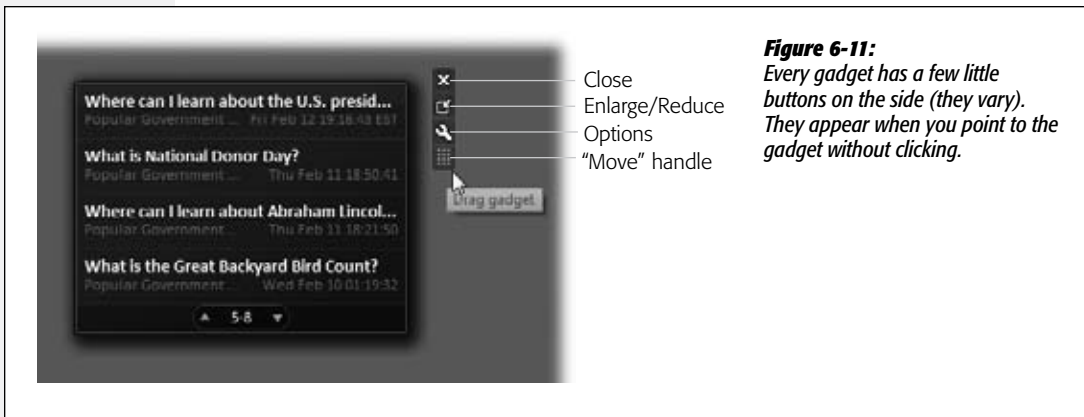 Where can I learn about the U.S. presid...
Popular Government ... Fri Feb 12 19:16:43 EST
What is National Donor Day?
Popular Government ... Thu Feb 11 18:50:41
Where can I learn about Abraham Lincol...
Popular Government ... Thu Feb 11 18:21:50
What is the Great Backyard Bird Count?
Popular Government ... Wed Feb 10 01:19:32
5-8
Close
Enlarge/Reduce
Options
"Move" handle
Drag gadget
Figure 6-11:
Every gadget has a few little
buttons on the side (they vary).
They appear when you point to the
gadget without clicking.